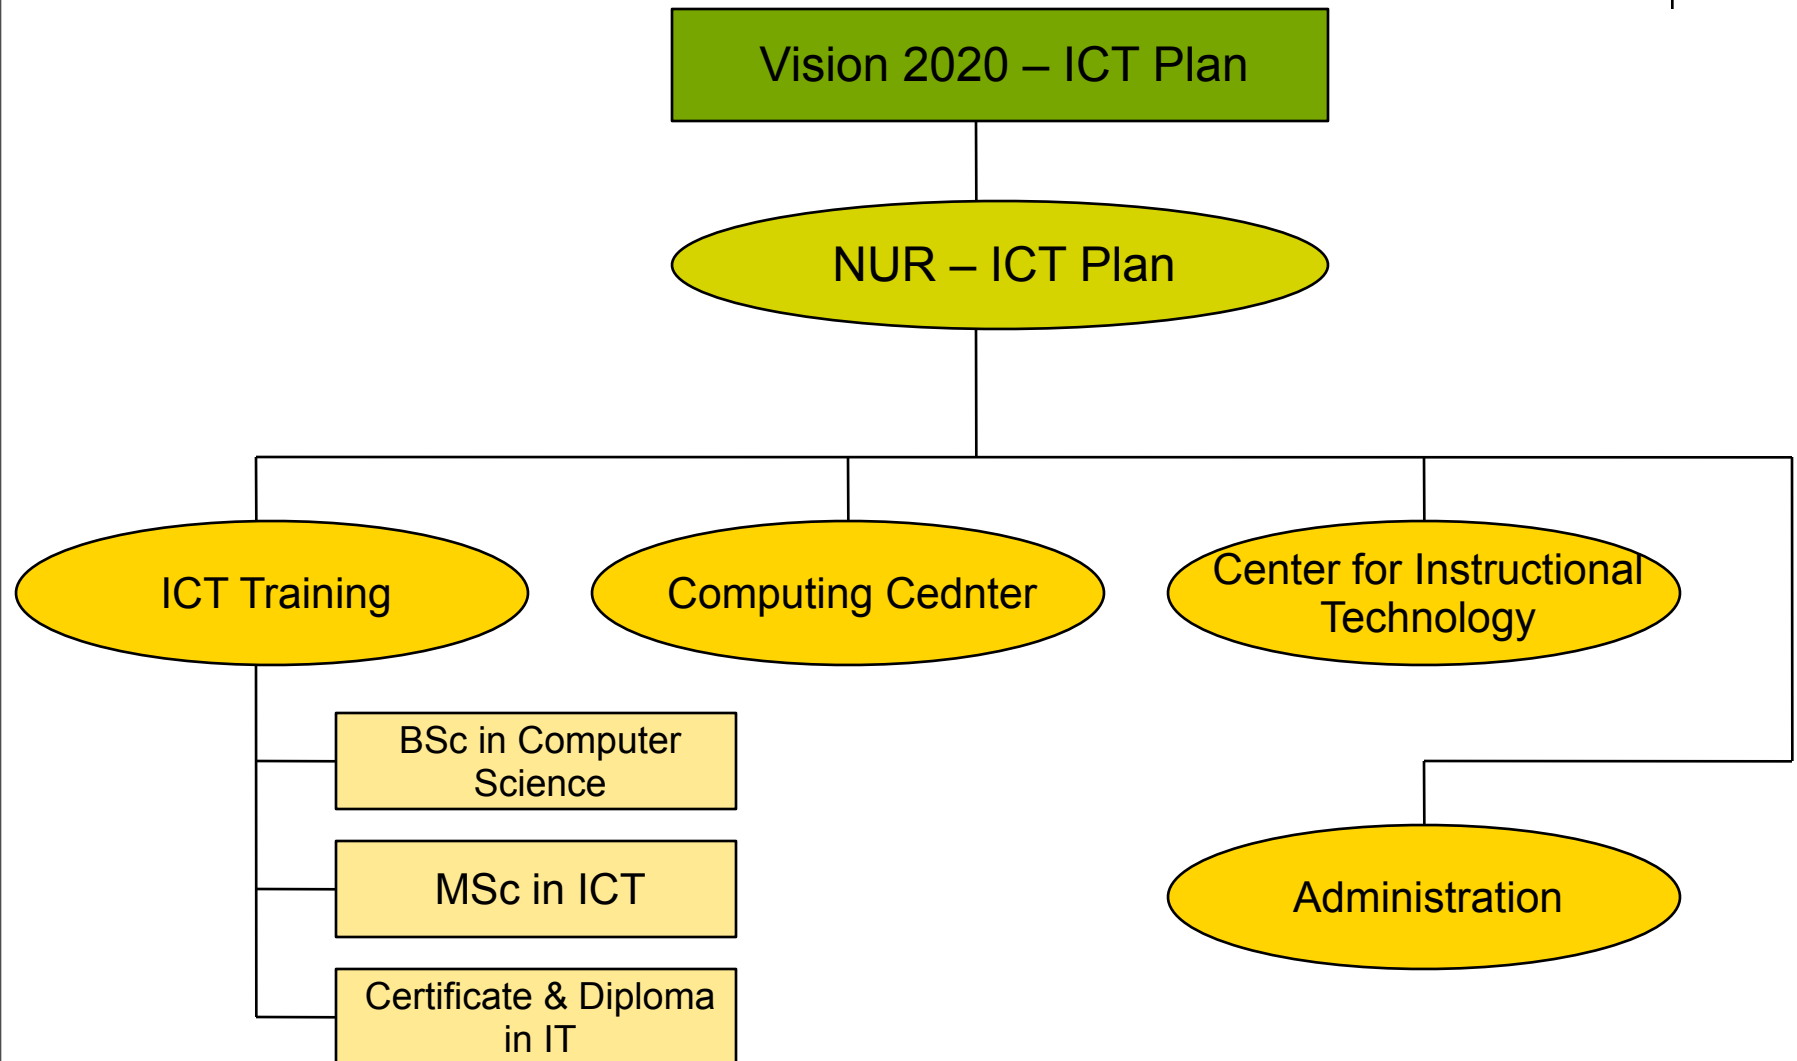 Vision 2020 – ICT Plan
NUR – ICT Plan
ICT Training
Computing Cednter
Center for Instructional
Technology
BSc in Computer
Science
MSc in ICT
Administration
Certificate & Diploma
in IT